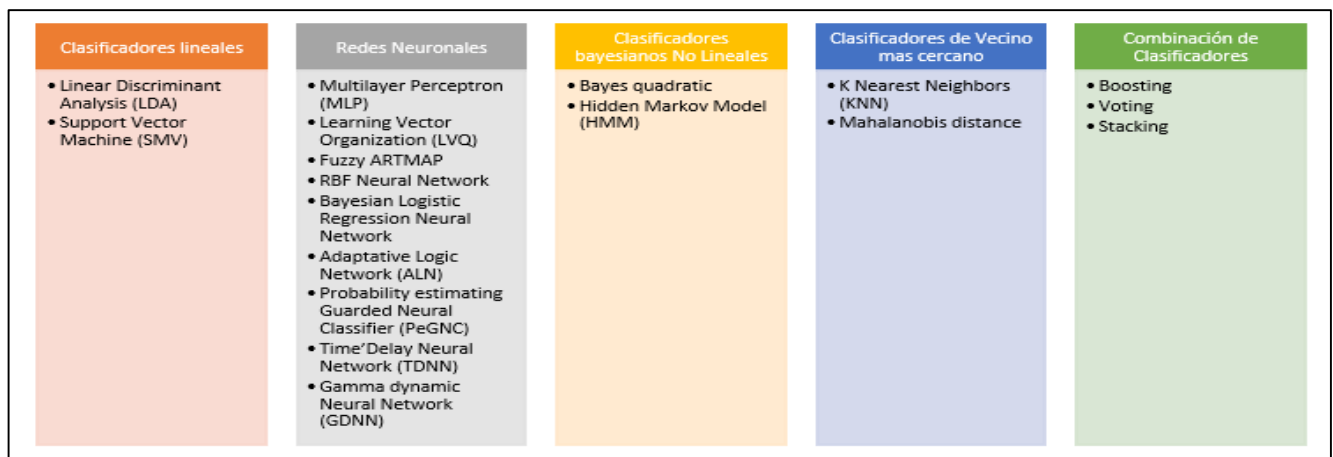 Clasificadores lineales
• Linear Discriminant
Analysis (LDA)
• Support Vector
Machine (SMV)
Redes Neuronales
• Multilayer Perceptron
(MLP)
• Learning Vector
Organization (LVQ)
• Fuzzy ARTMAP
• RBF Neural Network
• Bayesian Logistic
Regression Neural
Network
• Adaptative Logic
Network (ALN)
• Probability estimating
Guarded Neural
Classifier (PeGNC)
• Time'Delay Neural
Network (TDNN)
• Gamma dynamic
Neural Network
(GDNN)
Clasificadores
bayesianos No Lineales
• Bayes quadratic
• Hidden Markov Model
(HMM)
Clasificadores de Vecino
mas cercano
• K Nearest Neighbors
(KNN)
• Mahalanobis distance
Combinación de
Clasificadores
• Boosting
• Voting
• Stacking